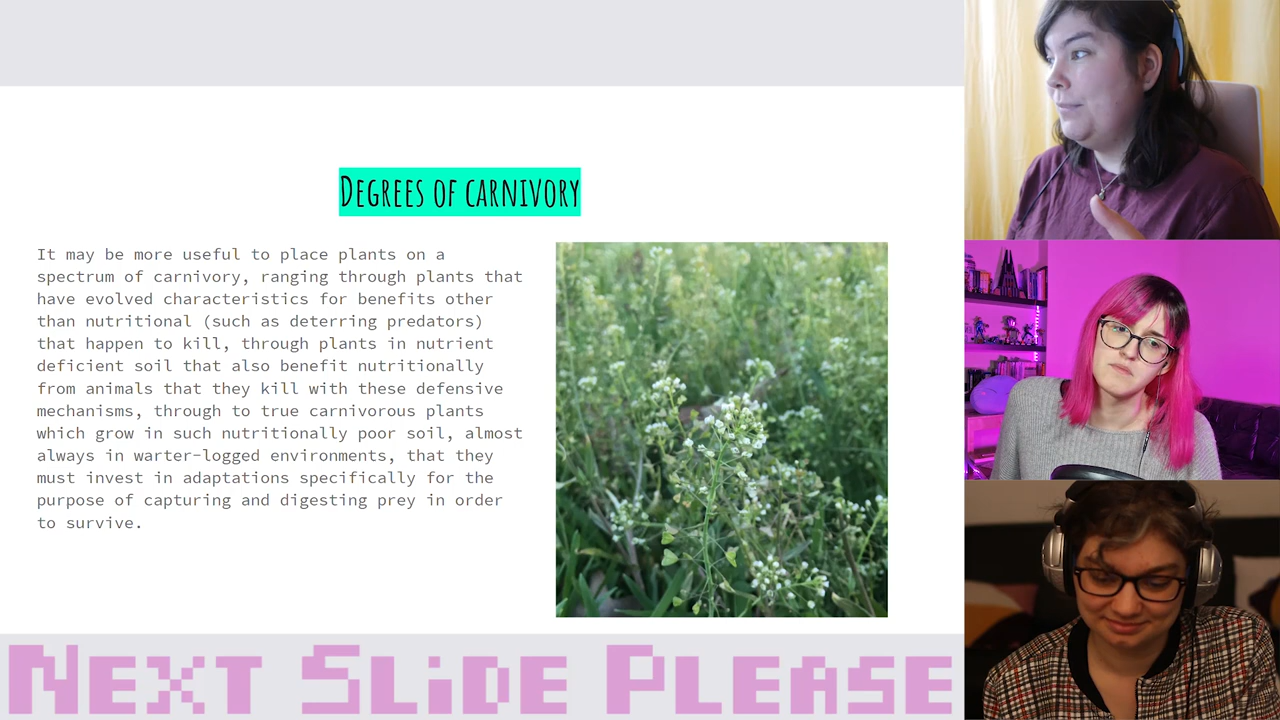 Degrees of carnivory
It may be more useful to place plants on a
spectrum of carnivory, ranging through plants that
have evolved characteristics for benefits other
than nutritional (such as deterring predators)
that happen to kill, through plants in nutrient
deficient soil that also benefit nutritionally
from animals that they kill with these defensive
mechanisms, through to true carnivorous plants
which grow in such nutritionally poor soil, almost
always in warter-logged environments, that they
must invest in adaptations specifically for the
purpose of capturing and digesting prey in order
to survive.
Next Slide Please